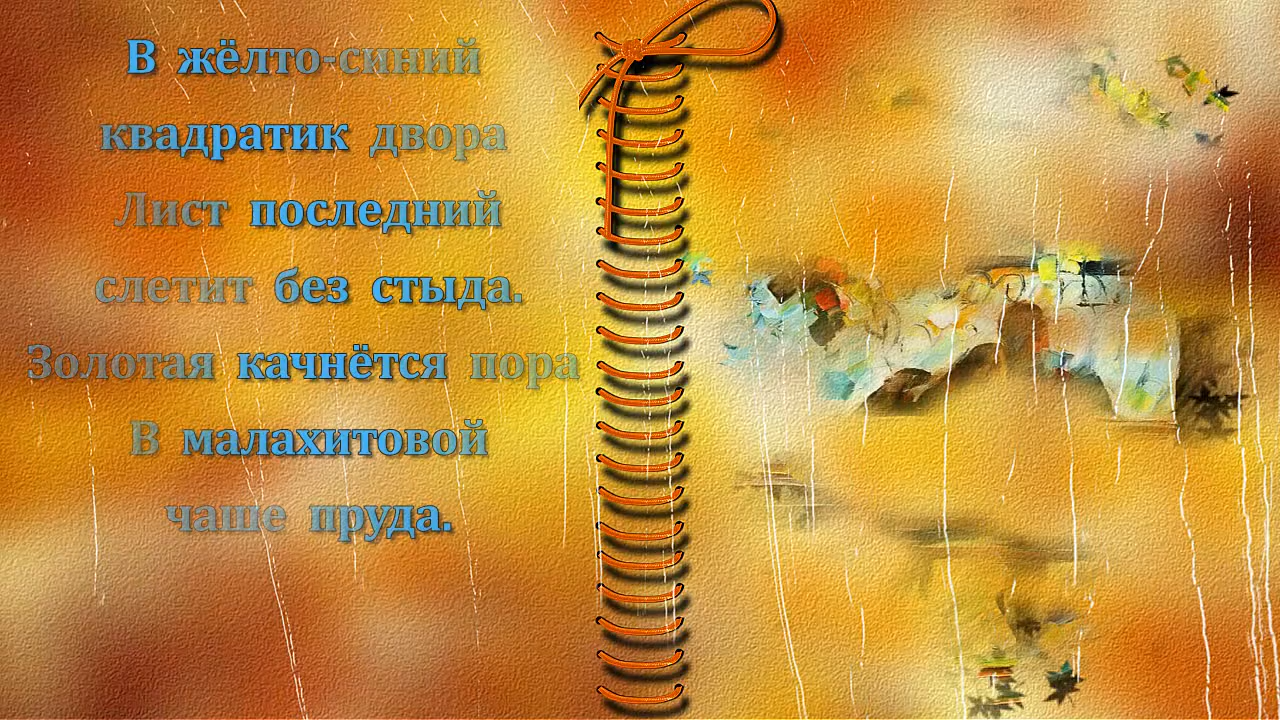 В жёлто-синий
квадратик двора
Лист последний
слетит без стыда.
Золотая качнётся пора
В малахитовой
чаше пруда.